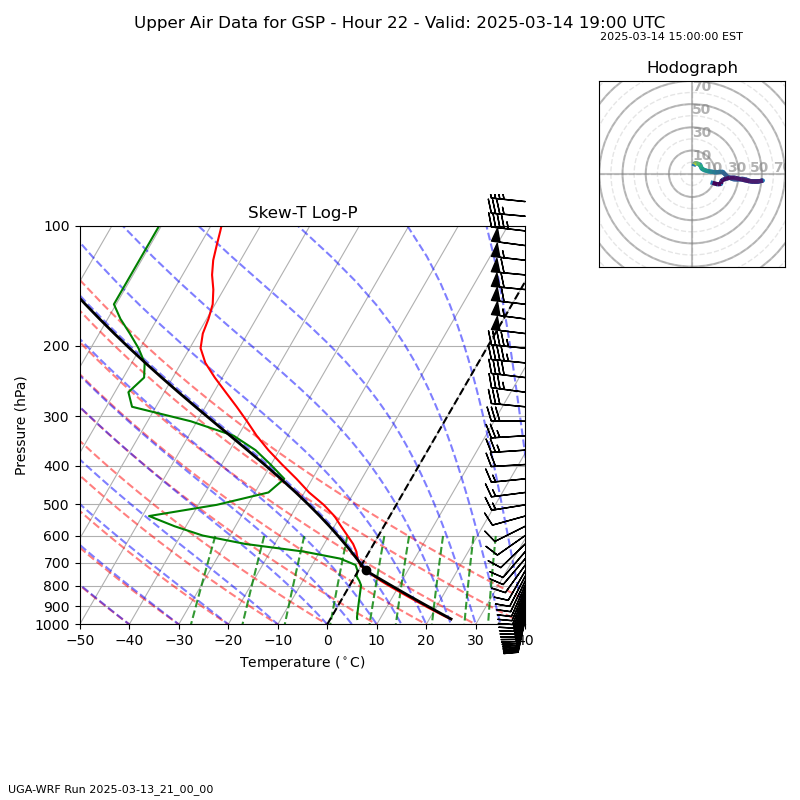 Upper Air Data for GSP - Hour 22 - Valid: 2025-03-14 19:00 UTC
2025-03-14 15:00:00 EST
Hodograph
70
50
30
10
10 30 50 7
Skew-T Log-P
100
200
300
400
500
600
700
800
900
1000
Pressure (hPa)
−50 −40 −30 −20 −10 0 10 20 30 40
Temperature (°C)
UGA-WRF Run 2025-03-13_21_00_00